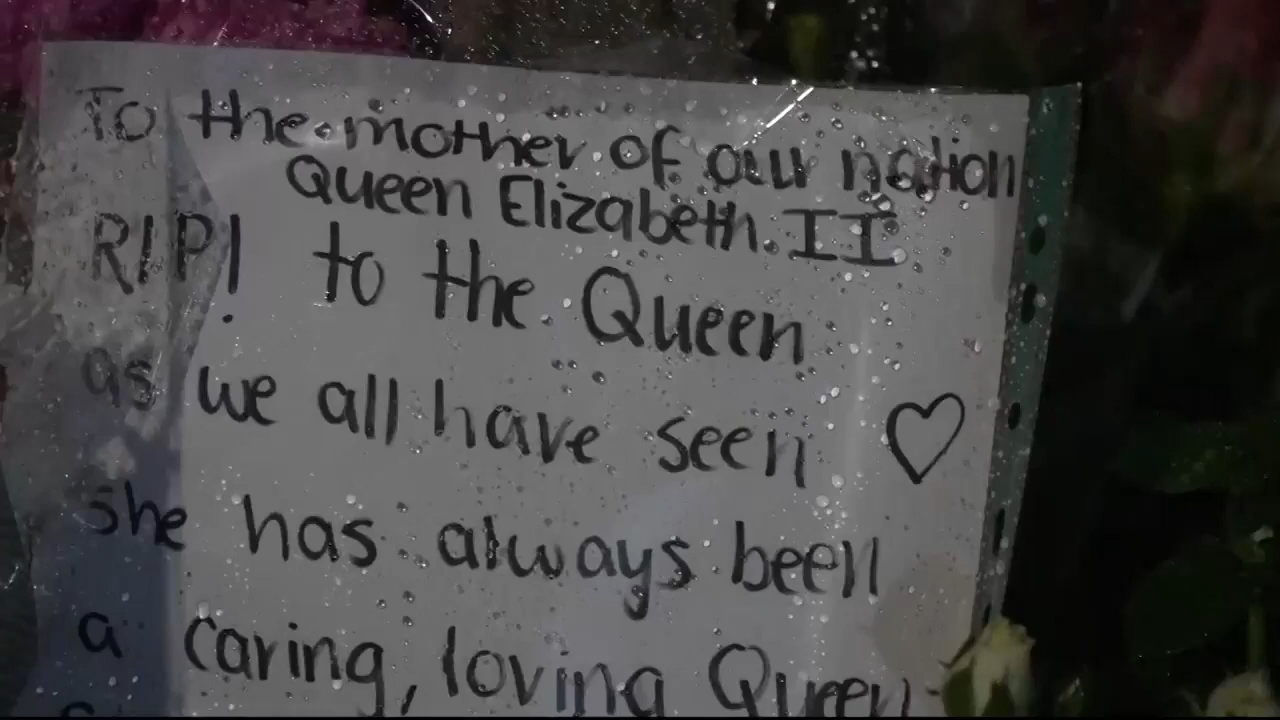 To the mother of our nation
Queen Elizabeth. II
RIP! to the Queen
as we all have seen
she has always been
a caring, loving Queen